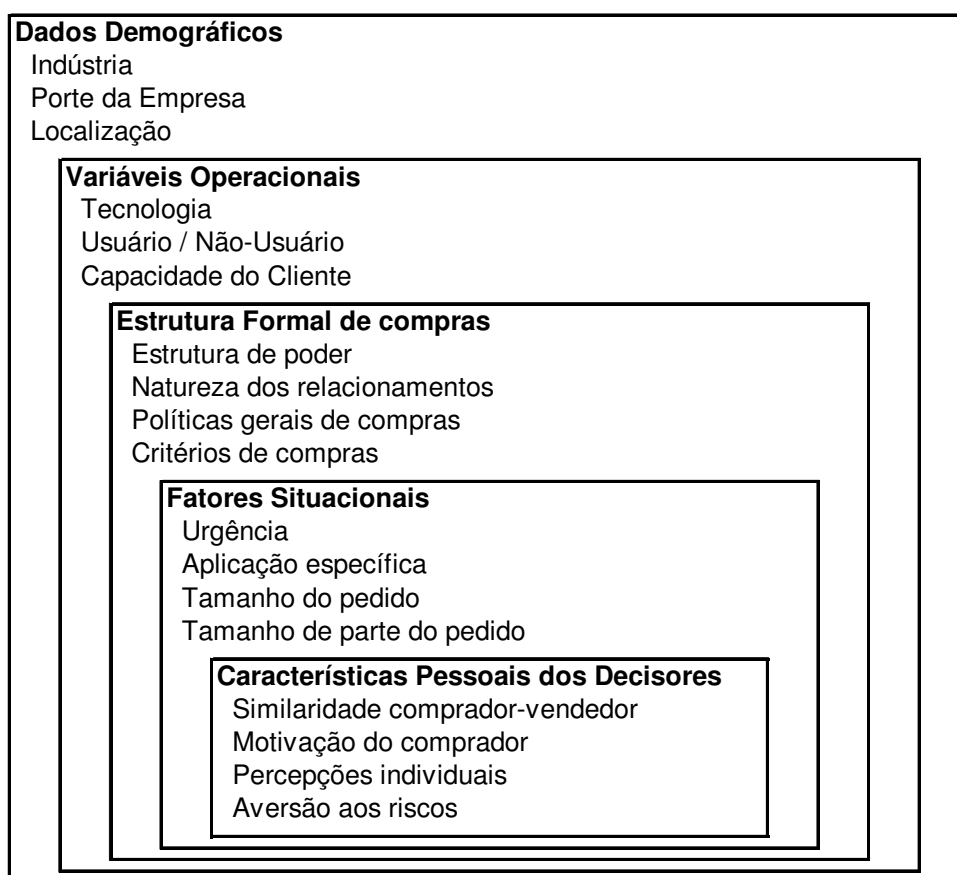 Dados Demográficos
Indústria
Porte da Empresa
Localização
Variáveis Operacionais
Tecnologia
Usuário / Não-Usuário
Capacidade do Cliente
Estrutura Formal de compras
Estrutura de poder
Natureza dos relacionamentos
Políticas gerais de compras
Critérios de compras
Fatores Situacionais
Urgência
Aplicação específica
Tamanho do pedido
Tamanho de parte do pedido
Característícas Pessoais dos Decisores
Similaridade comprador-vendedor
Motivação do comprador
Percepções individuais
Aversão aos riscos